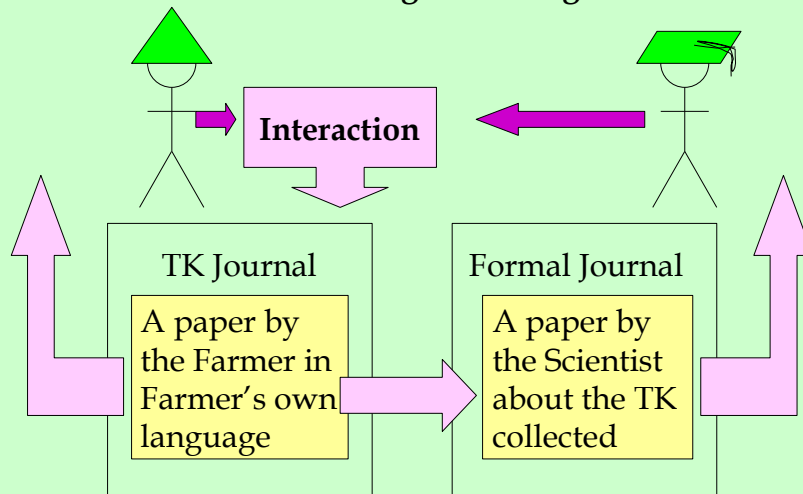 Interaction
TK Journal
A paper by
the Farmer in
Farmer's own
language
Formal Journal
A paper by
the Scientist
about the TK
collected